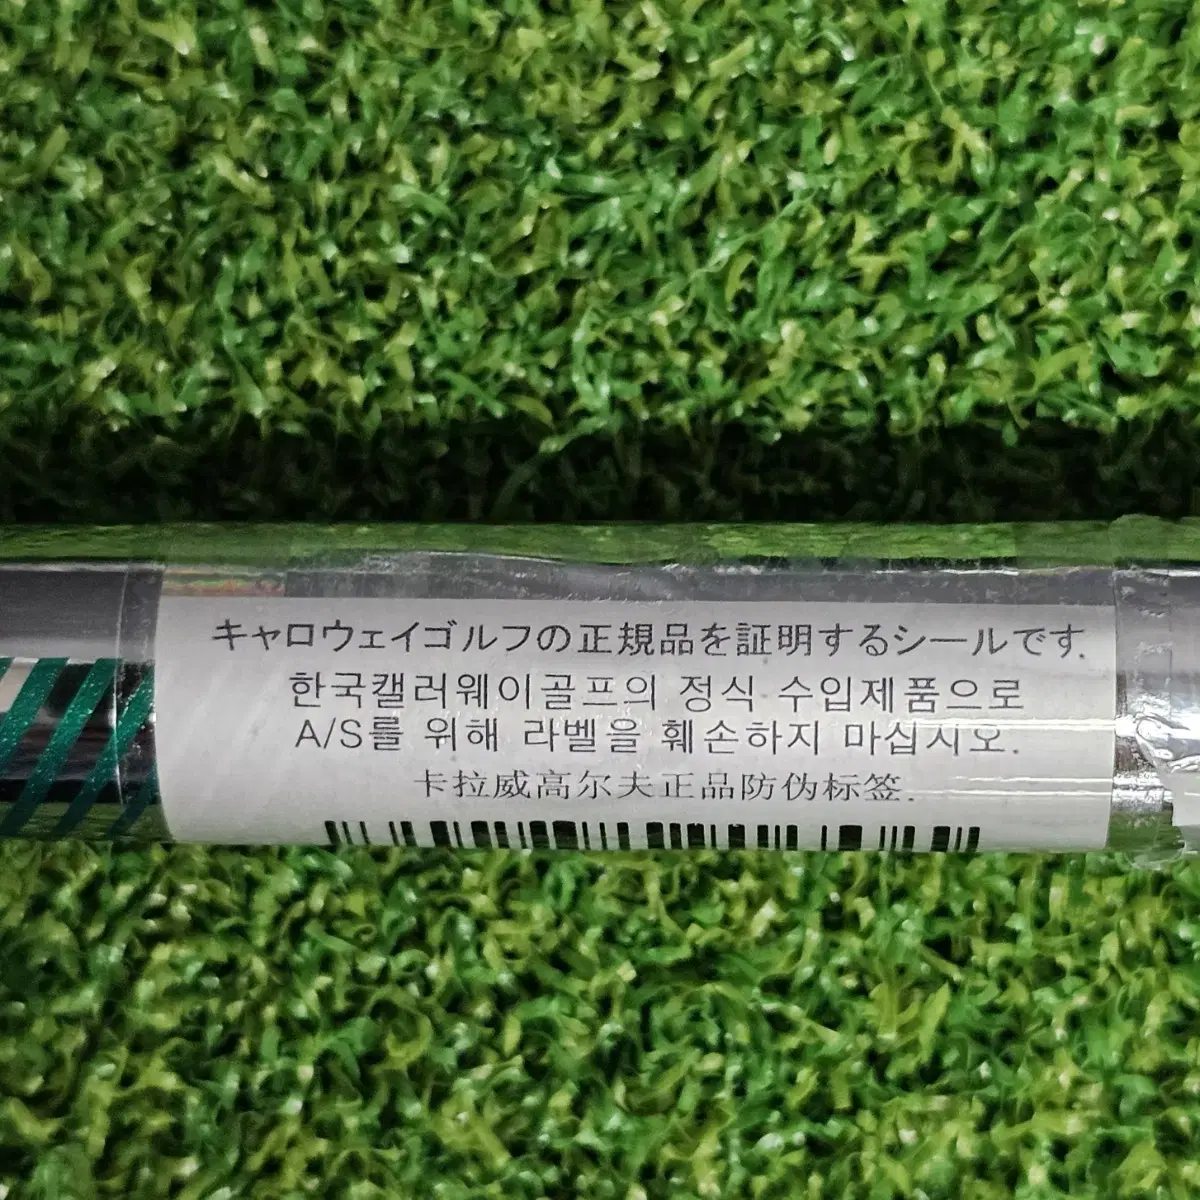 キャロウェイゴルフの正規品を証明するシールです.
한국캘러웨이골프의 정식 수입제품으로
A/S를 위해 라벨을 훼손하지 마십시오.
卡拉威高尔夫正品防伪标签.